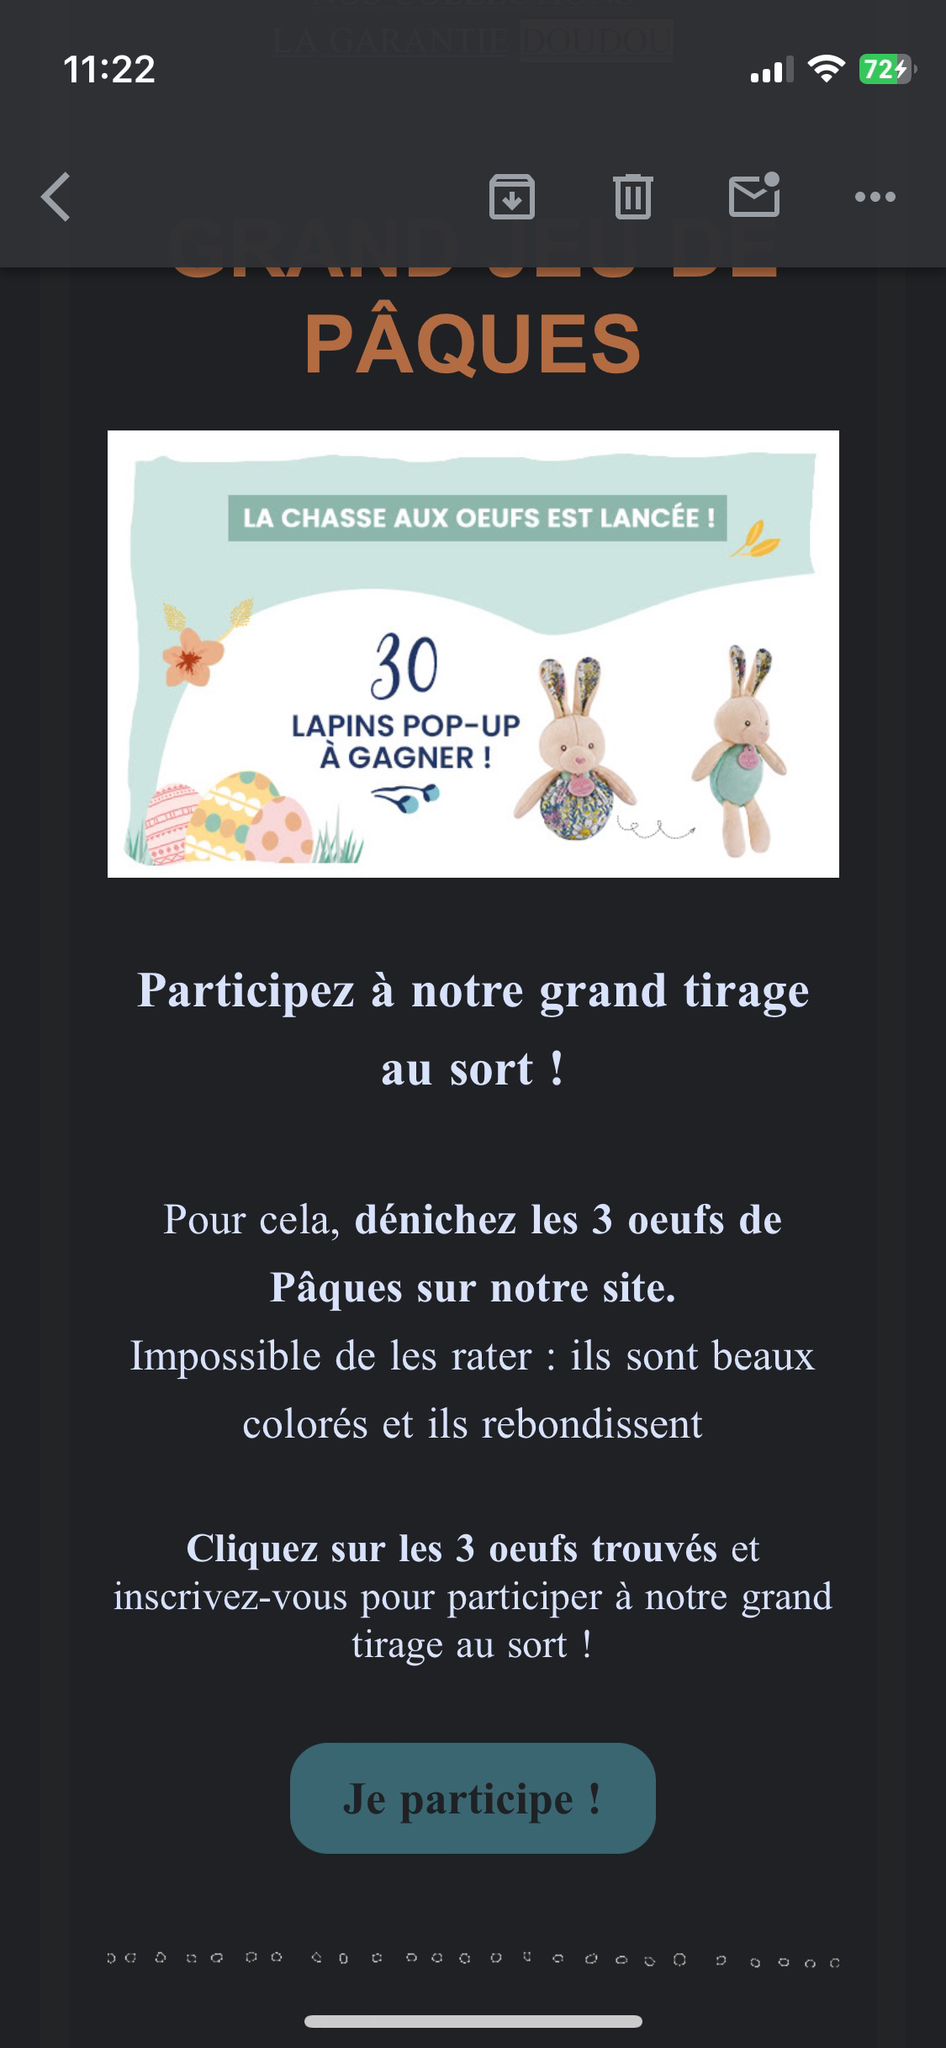 NOS COLLECTIONS
LA GARANTIE DOUDOU
11:22
72
GRAND JEU DE
PÂQUES
LA CHASSE AUX OEUFS EST LANCÉE !
30
LAPINS POP-UP
À GAGNER !
Participez à notre grand tirage
au sort !
Pour cela, dénichez les 3 oeufs de
Pâques sur notre site.
Impossible de les rater : ils sont beaux
colorés et ils rebondissent
Cliquez sur les 3 oeufs trouvés et
inscrivez-vous pour participer à notre grand
tirage au sort !
Je participe !